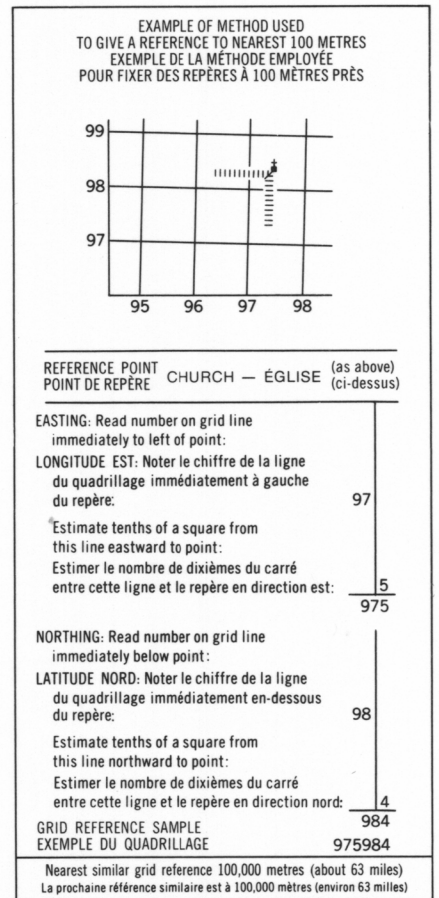 EXAMPLE OF METHOD USED
TO GIVE A REFERENCE TO NEAREST 100 METRES
EXEMPLE DE LA MÉTHODE EMPLOYÉE
POUR FIXER DES REPÈRES À 100 MÈTRES PRÈS
99
98
97
95 96 97 98
REFERENCE POINT
POINT DE REPÈRE CHURCH — ÉGLISE (as above)
(ci-dessus)
EASTING: Read number on grid line
immediately to left of point:
LONGITUDE EST: Noter le chiffre de la ligne
du quadrillage immédiatement à gauche
du repère: 97
Estimate tenths of a square from
this line eastward to point:
Estimer le nombre de dixièmes du carré
entre cette ligne et le repère en direction est: 5
975
NORTHING: Read number on grid line
immediately below point:
LATITUDE NORD: Noter le chiffre de la ligne
du quadrillage immédiatement en-dessous
du repère: 98
Estimate tenths of a square from
this line northward to point:
Estimer le nombre de dixièmes du carré
entre cette ligne et le repère en direction nord: 4
984
GRID REFERENCE SAMPLE
EXEMPLE DU QUADRILLAGE 975984
Nearest similar grid reference 100,000 metres (about 63 miles)
La prochaine référence similaire est à 100,000 mètres (environ 63 milles)